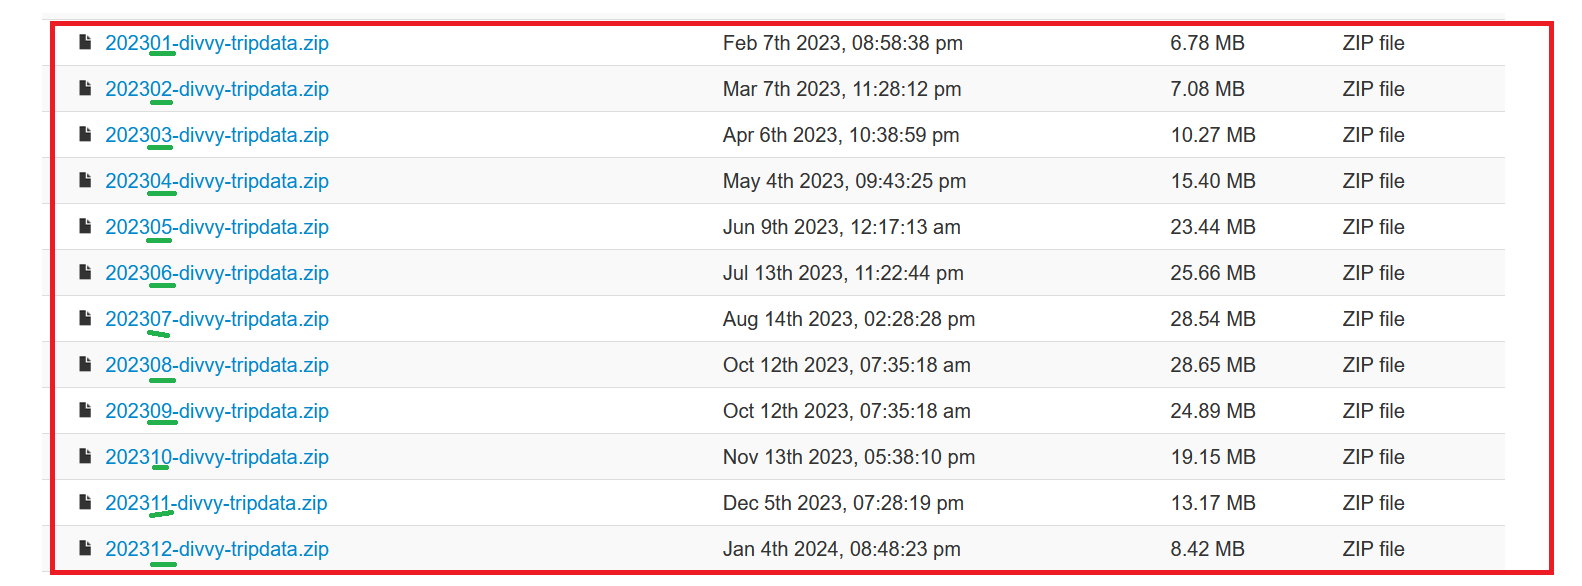 202301-divvy-tripdata.zip Feb 7th 2023, 08:58:38 pm 6.78 MB ZIP file
202302-divvy-tripdata.zip Mar 7th 2023, 11:28:12 pm 7.08 MB ZIP file
202303-divvy-tripdata.zip Apr 6th 2023, 10:38:59 pm 10.27 MB ZIP file
202304-divvy-tripdata.zip May 4th 2023, 09:43:25 pm 15.40 MB ZIP file
202305-divvy-tripdata.zip Jun 9th 2023, 12:17:13 am 23.44 MB ZIP file
202306-divvy-tripdata.zip Jul 13th 2023, 11:22:44 pm 25.66 MB ZIP file
202307-divvy-tripdata.zip Aug 14th 2023, 02:28:28 pm 28.54 MB ZIP file
202308-divvy-tripdata.zip Oct 12th 2023, 07:35:18 am 28.65 MB ZIP file
202309-divvy-tripdata.zip Oct 12th 2023, 07:35:18 am 24.89 MB ZIP file
202310-divvy-tripdata.zip Nov 13th 2023, 05:38:10 pm 19.15 MB ZIP file
202311-divvy-tripdata.zip Dec 5th 2023, 07:28:19 pm 13.17 MB ZIP file
202312-divvy-tripdata.zip Jan 4th 2024, 08:48:23 pm 8.42 MB ZIP file